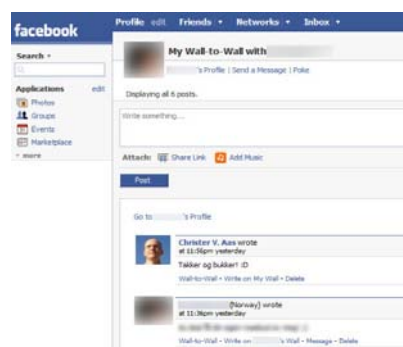 facebook
Profile edit Friends Networks Inbox
Search
Applications edit
Photos
Groups
Events
Marketplace
more
My Wall-to-Wall with
's Profile | Send a Message | Poke
Displaying all 6 posts.
Write something...
Attach: Share Link Add Music
Post
Go to 's Profile
Christer V. Aas wrote
at 11:56pm yesterday
Takker og bukker! :D
Wall-to-Wall - Write on My Wall - Delete
(Norway) wrote
at 11:36pm yesterday
Wall-to-Wall - Write on 's Wall - Message - Delete